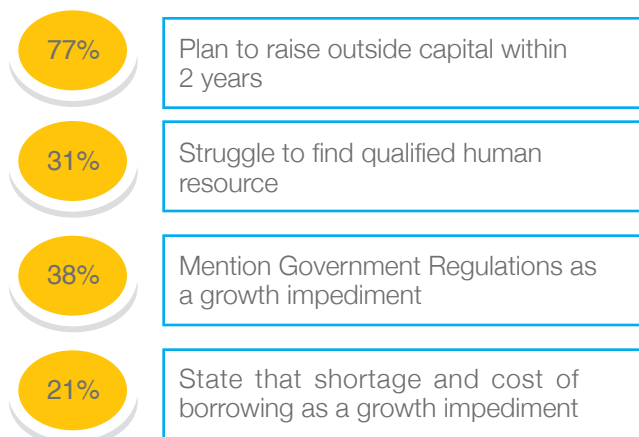 77%
Plan to raise outside capital within
2 years
31%
Struggle to find qualified human
resource
38%
Mention Government Regulations as
a growth impediment
21%
State that shortage and cost of
borrowing as a growth impediment